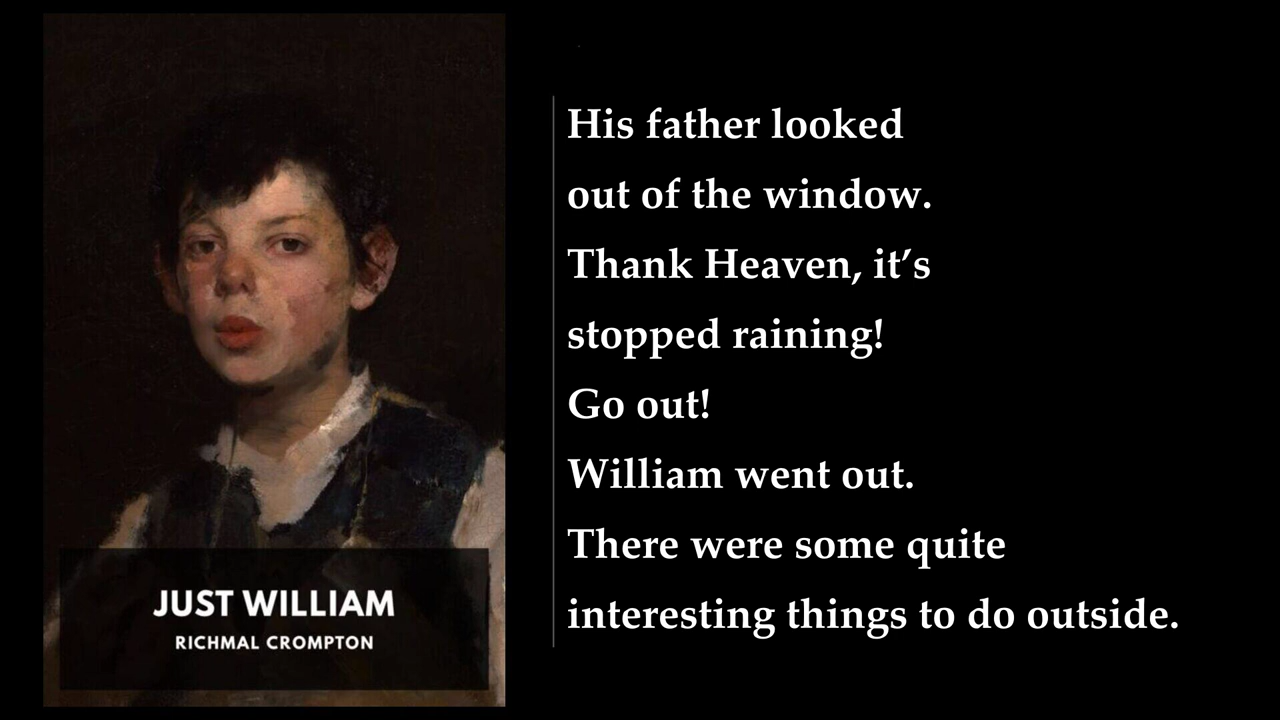 JUST WILLIAM
RICHMAL CROMPTON
His father looked
out of the window.
Thank Heaven, it’s
stopped raining!
Go out!
William went out.
There were some quite
interesting things to do outside.